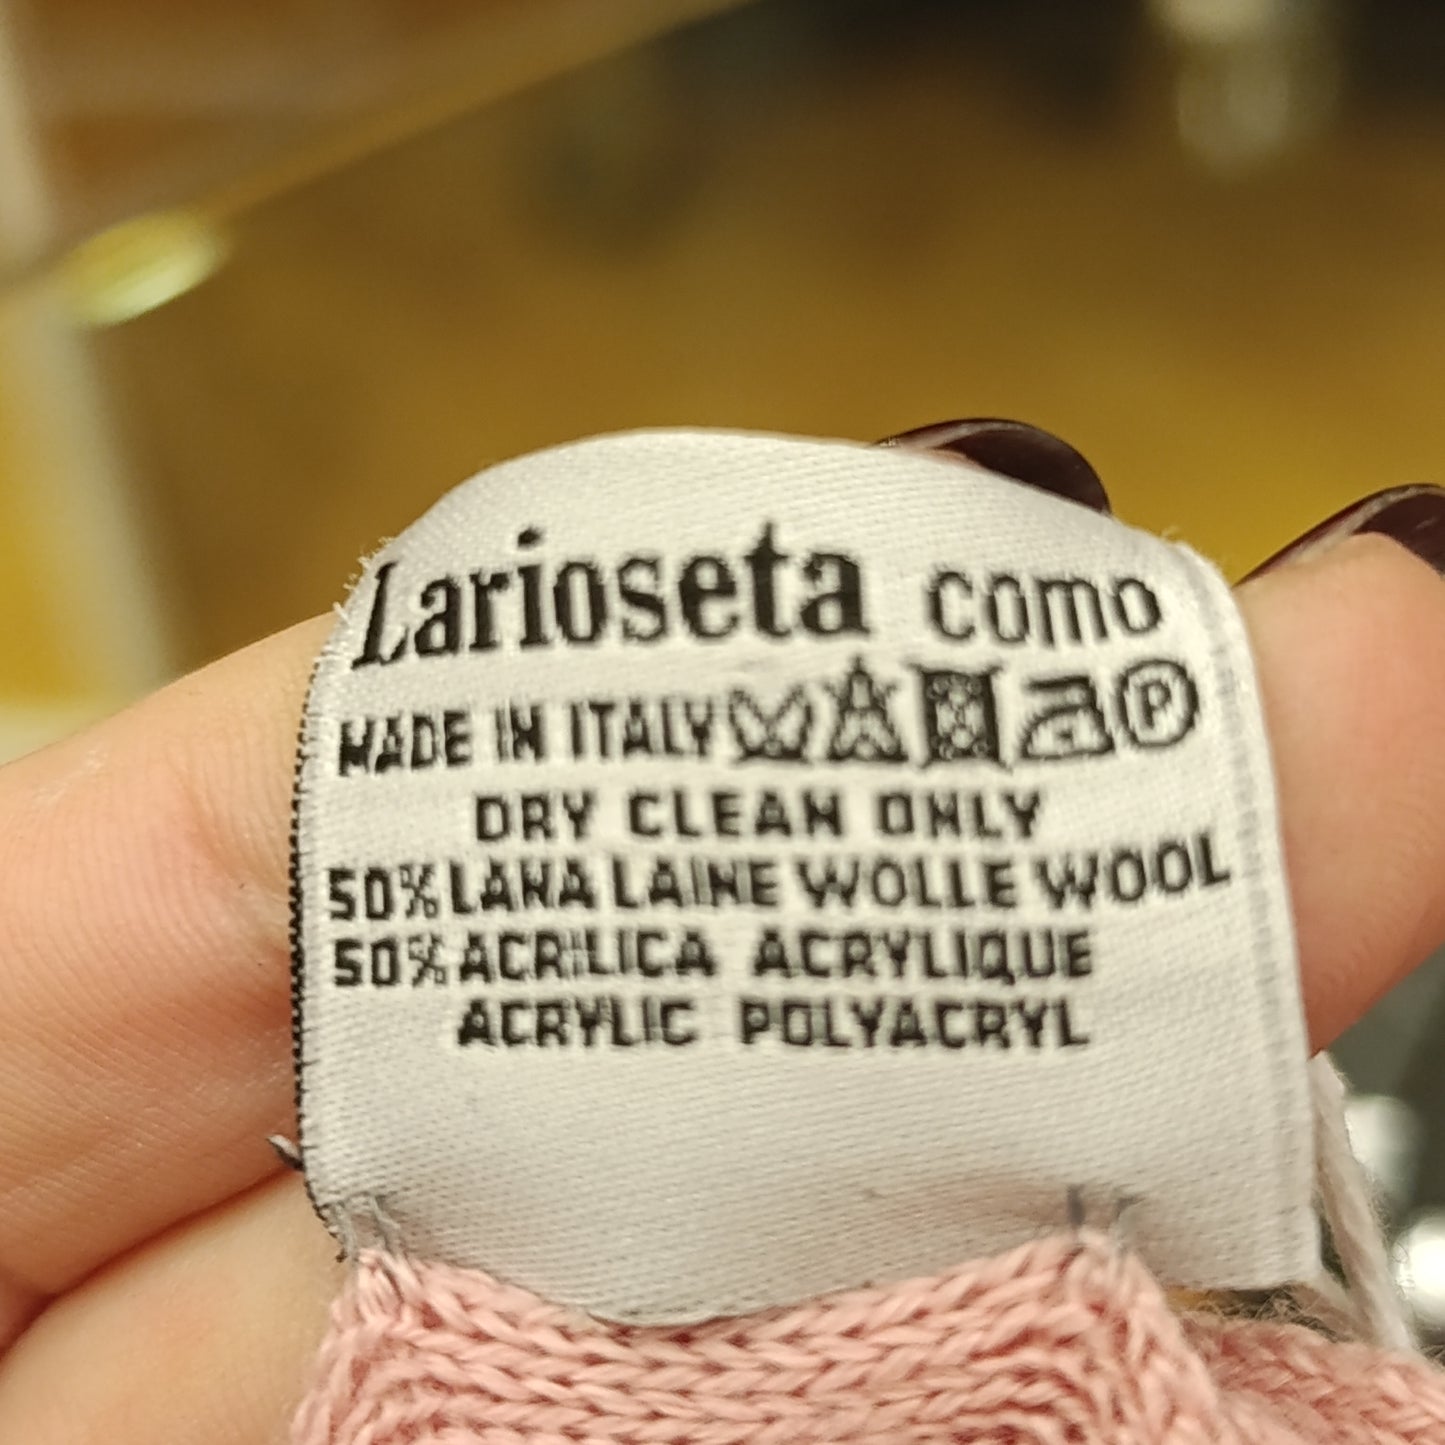 Larioseta como
MADE IN ITALY P
DRY CLEAN ONLY
50% LANA LAINE WOLLE WOOL
50% ACRILICA ACRYLIQUE
ACRYLIC POLYACRYL